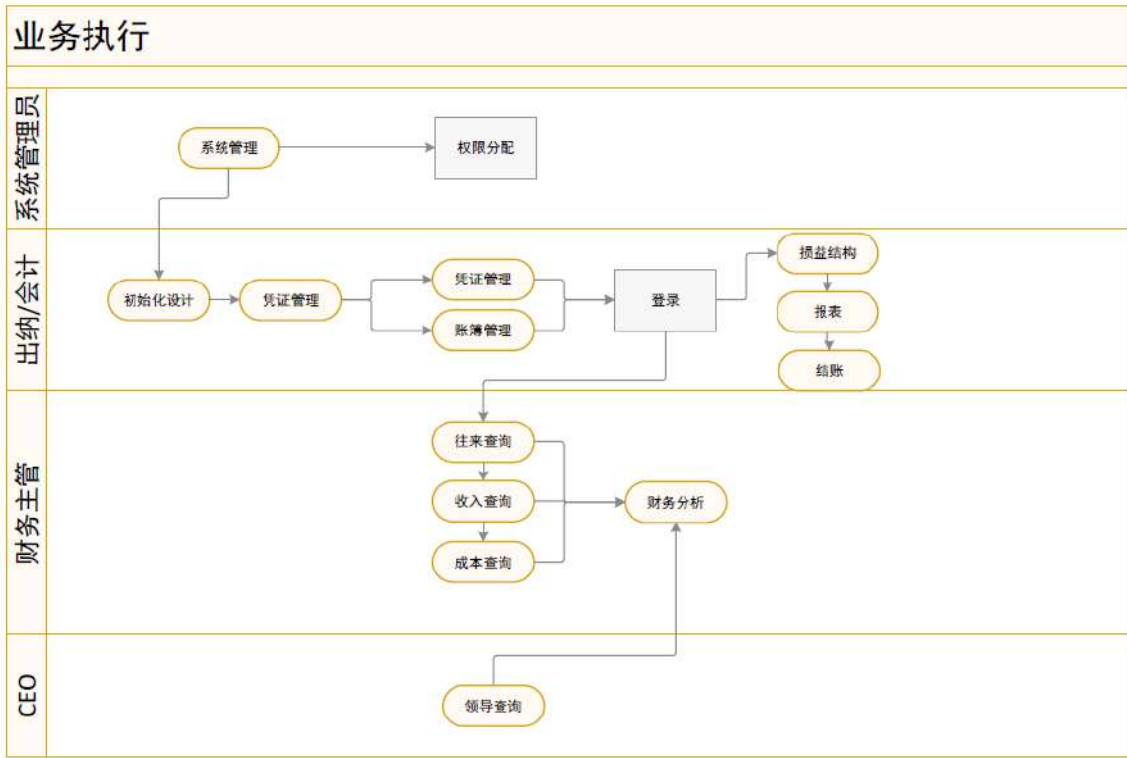 业务执行
系统管理员
系统管理
权限分配
出纳/会计
初始化设计
凭证管理
凭证管理
账簿管理
登录
损益结构
报表
结账
财务主管
往来查询
收入查询
成本查询
财务分析
CEO
领导查询